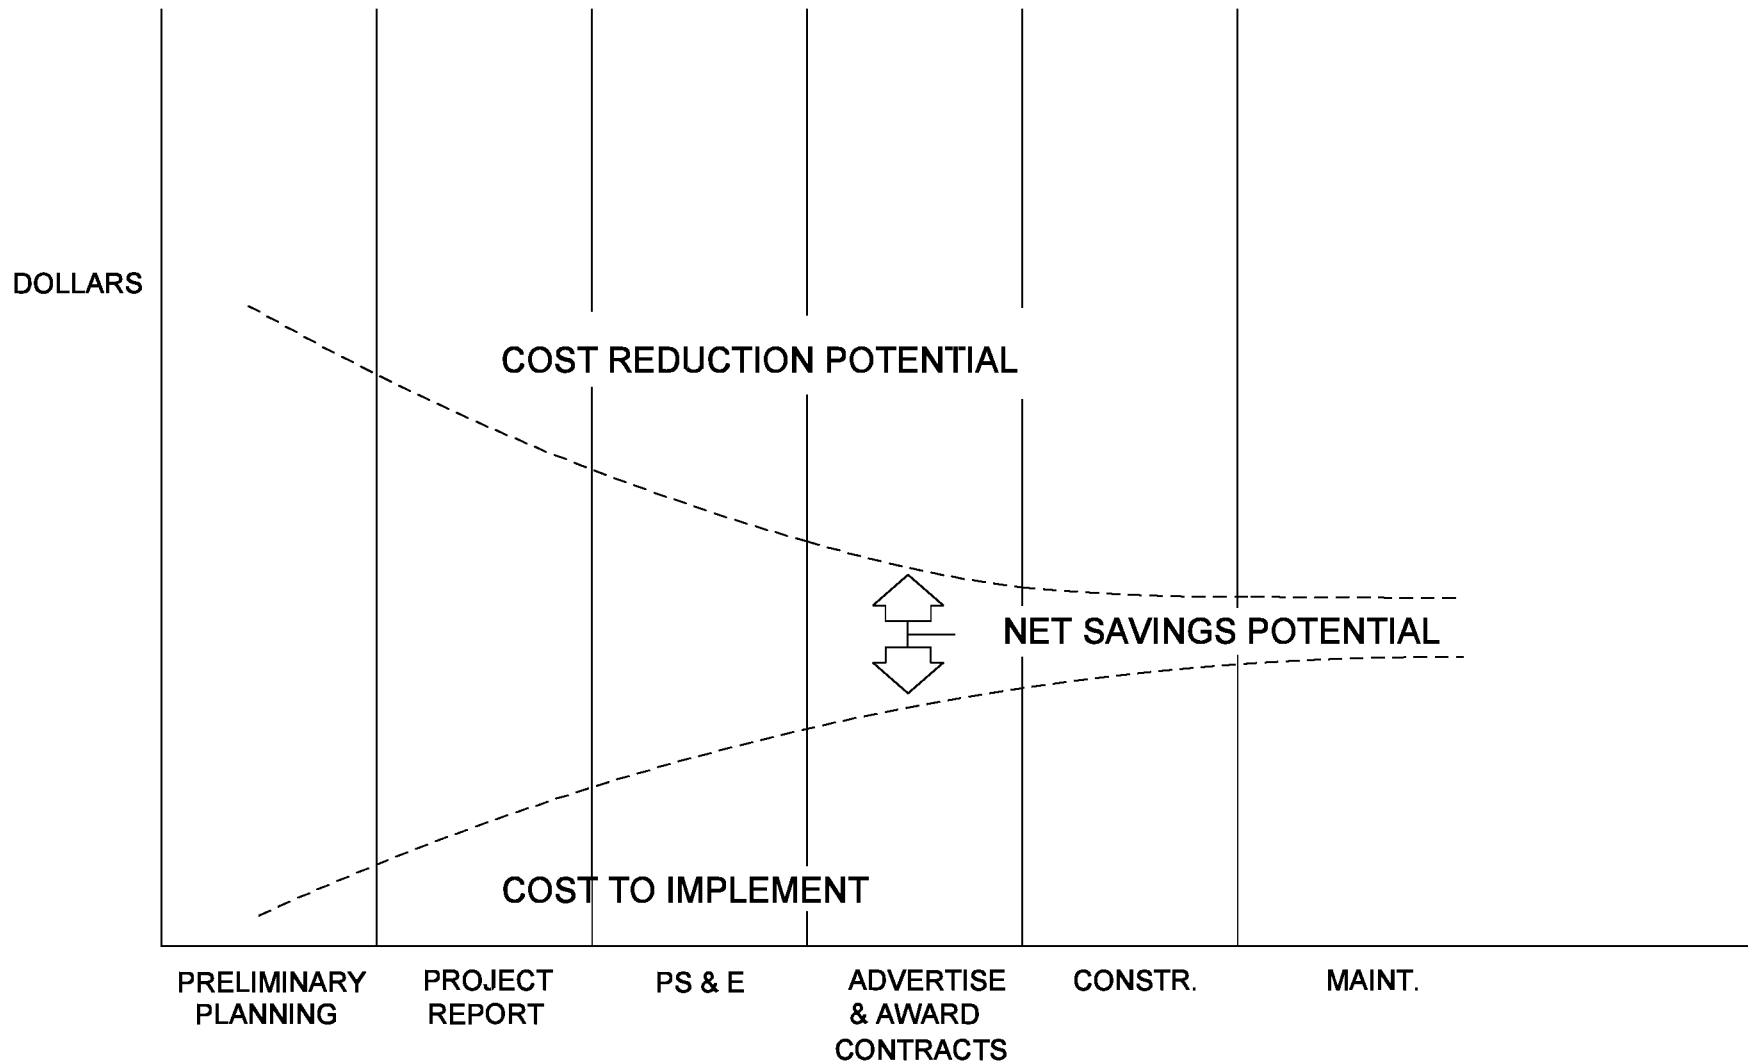 DOLLARS
COST REDUCTION POTENTIAL
NET SAVINGS POTENTIAL
COST TO IMPLEMENT
PRELIMINARY
PLANNING
PROJECT
REPORT
PS & E
ADVERTISE
& AWARD
CONTRACTS
CONSTR.
MAINT.